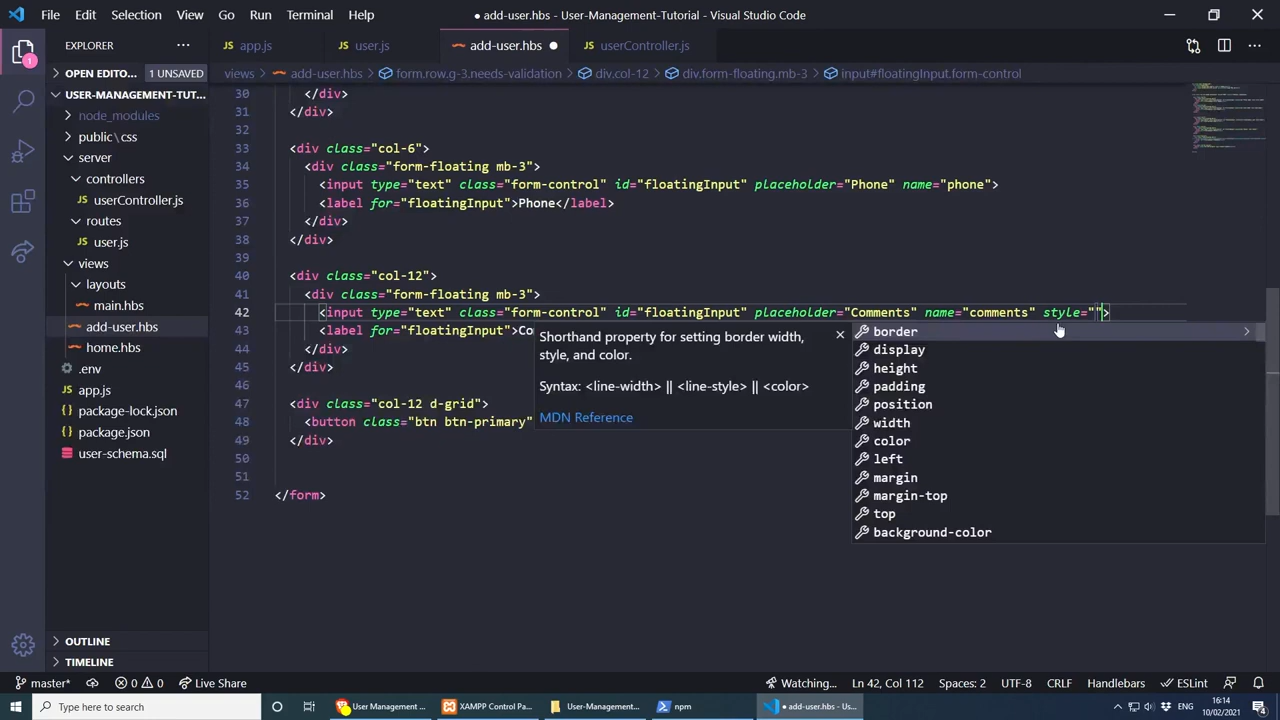 File Edit Selection View Go Run Terminal Help
● add-user.hbs - User-Management-Tutorial - Visual Studio Code
1
EXPLORER
OPEN EDITO... 1 UNSAVED
USER-MANAGEMENT-TUT...
node_modules
public\css
server
controllers
userController.js
routes
user.js
views
layouts
main.hbs
add-user.hbs
home.hbs
.env
app.js
package-lock.json
package.json
user-schema.sql
OUTLINE
TIMELINE
app.js user.js add-user.hbs ● userController.js
views > add-user.hbs > form.row.g-3.needs-validation > div.col-12 > div.form-floating.mb-3 > input#floatingInput.form-control
30 </div>
31 </div>
32
33 <div class="col-6">
34 <div class="form-floating mb-3">
35 <input type="text" class="form-control" id="floatingInput" placeholder="Phone" name="phone">
36 <label for="floatingInput">Phone</label>
37 </div>
38 </div>
39
40 <div class="col-12">
41 <div class="form-floating mb-3">
42 <input type="text" class="form-control" id="floatingInput" placeholder="Comments" name="comments" style="">
43 <label for="floatingInput">Co
44 </div>
45 </div>
46
47 <div class="col-12 d-grid">
48 <button class="btn btn-primary"
49 </div>
50
51
52 </form>
Shorthand property for setting border width,
style, and color.
Syntax: <line-width> || <line-style> || <color>
MDN Reference
border
display
height
padding
position
width
color
left
margin
margin-top
top
background-color
master* 0 0 Live Share Watching... Ln 42, Col 112 Spaces: 2 UTF-8 CRLF Handlebars ESLint
Type here to search User Management ... XAMPP Control Pa... User-Management-... npm ● add-user.hbs - Us... ENG 16:14
10/02/2021